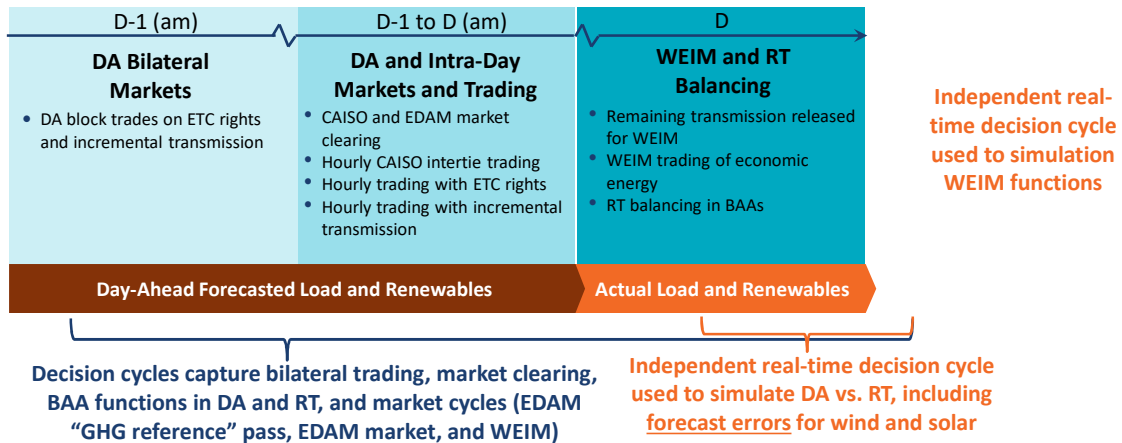 D-1 (am)
D-1 to D (am)
D
DA Bilateral
Markets
• DA block trades on ETC rights
and incremental transmission
DA and Intra-Day
Markets and Trading
• CAISO and EDAM market
clearing
• Hourly CAISO intertie trading
• Hourly trading with ETC rights
• Hourly trading with incremental
transmission
WEIM and RT
Balancing
• Remaining transmission released
for WEIM
• WEIM trading of economic
energy
• RT balancing in BAAs
Independent real-
time decision cycle
used to simulation
WEIM functions
Day-Ahead Forecasted Load and Renewables
Actual Load and Renewables
Decision cycles capture bilateral trading, market clearing,
BAA functions in DA and RT, and market cycles (EDAM
“GHG reference” pass, EDAM market, and WEIM)
Independent real-time decision cycle
used to simulate DA vs. RT, including
forecast errors for wind and solar